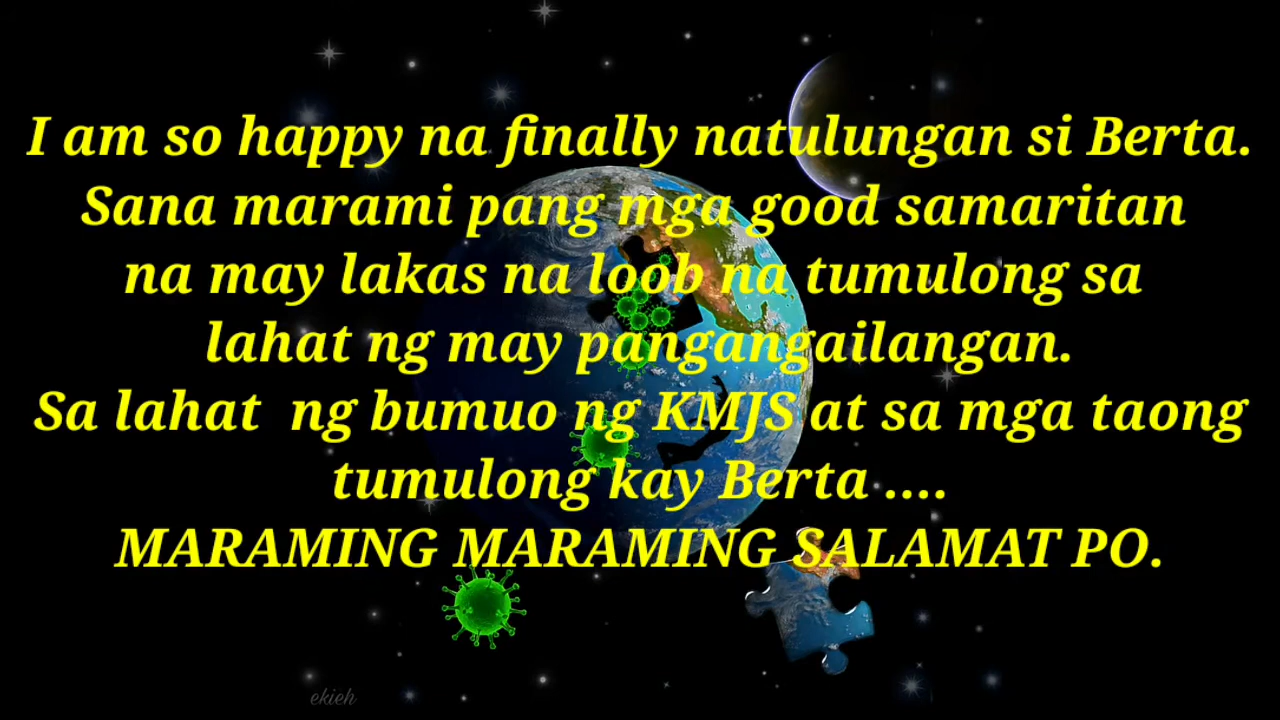 I am so happy na finally natulungan si Berta.
Sana marami pang mga good samaritan
na may lakas na loob na tumulong sa
lahat ng may pangangailangan.
Sa lahat  ng bumuo ng KMJS at sa mga taong
tumulong kay Berta ....
MARAMING MARAMING SALAMAT PO.
ekieh